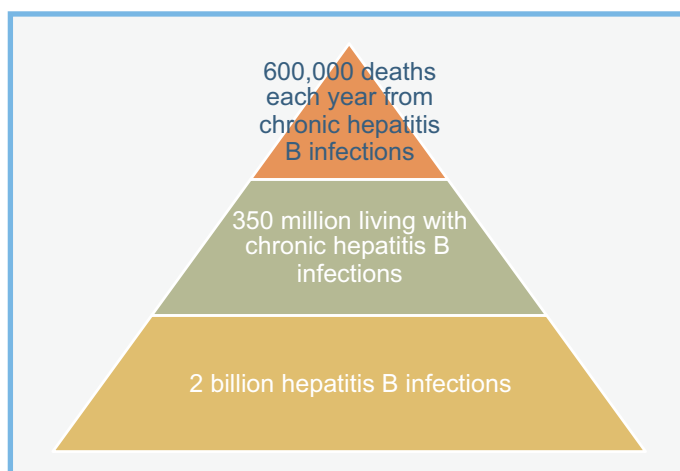 600,000 deaths
each year from
chronic hepatitis
B infections
350 million living with
chronic hepatitis B
infections
2 billion hepatitis B infections